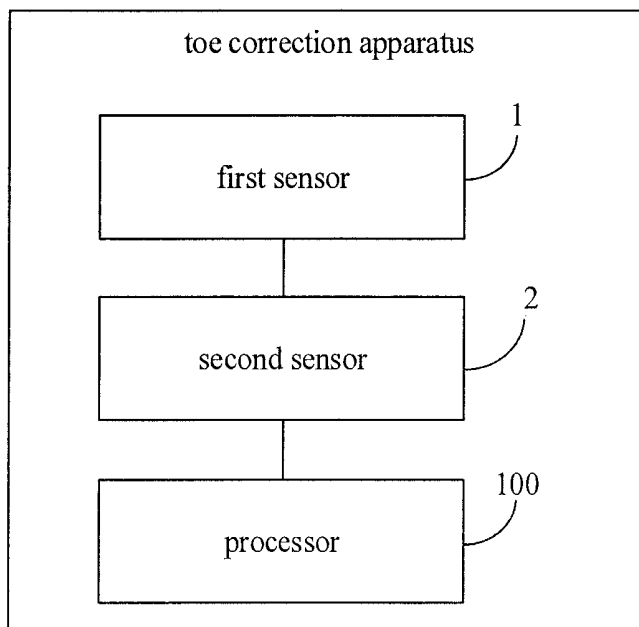 toe correction apparatus
1
first sensor
2
second sensor
100
processor